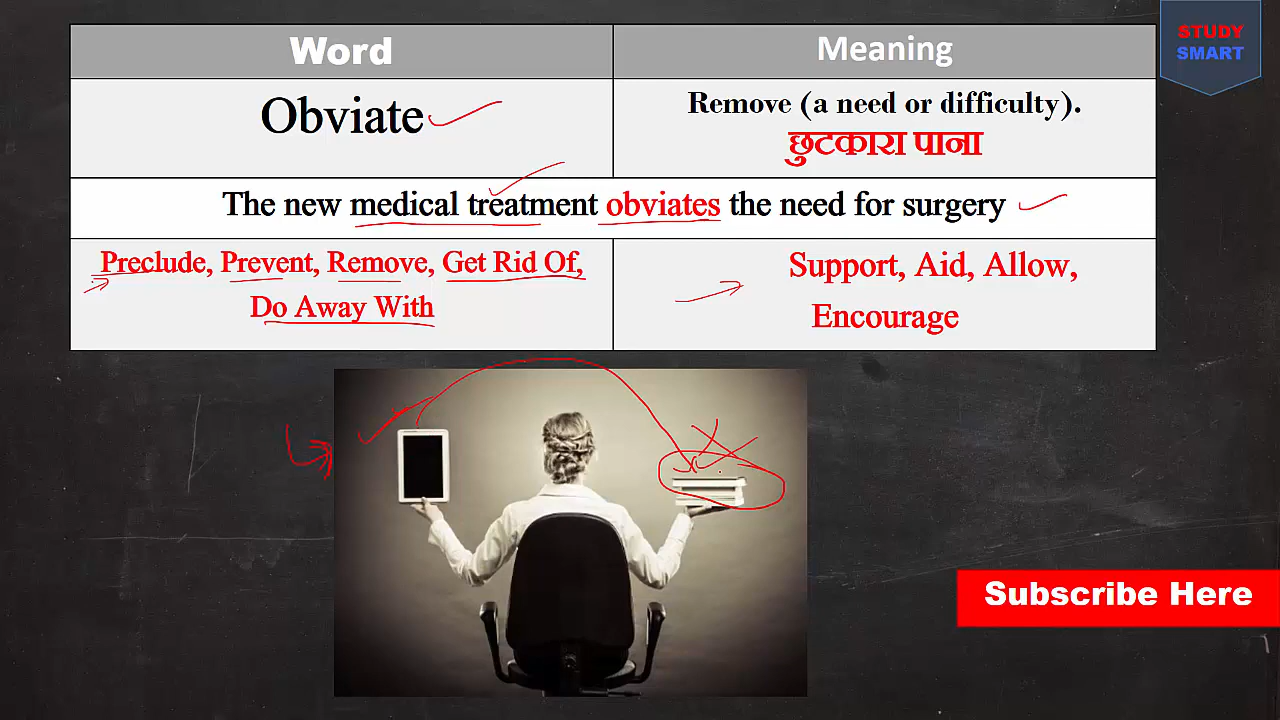 STUDY
SMART
Word
Meaning
Obviate
Remove (a need or difficulty).
छुटकारा पाना
The new medical treatment obviates the need for surgery
Preclude, Prevent, Remove, Get Rid Of,
Do Away With
Support, Aid, Allow,
Encourage
Subscribe Here